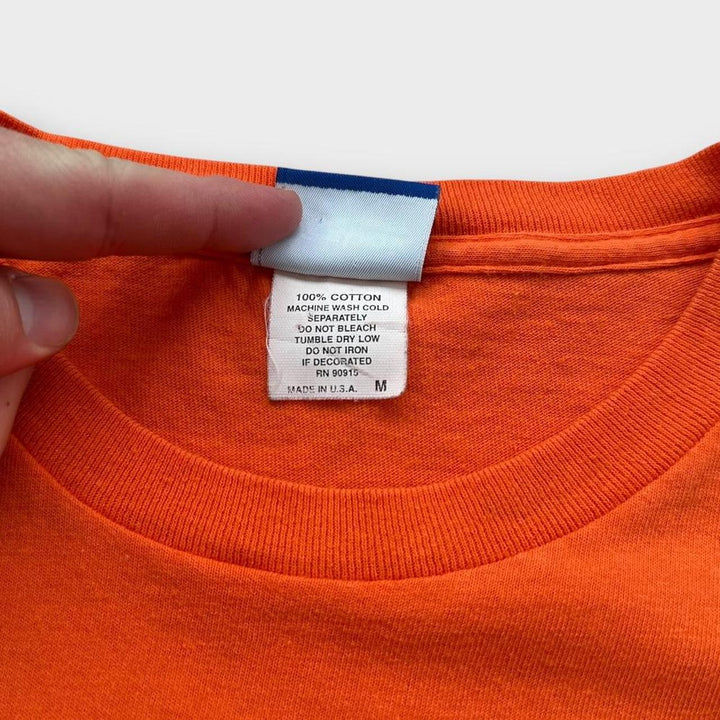 100% COTTON
MACHINE WASH COLD
SEPARATELY
DO NOT BLEACH
TUMBLE DRY LOW
DO NOT IRON
IF DECORATED
RN 90915
MADE IN U.S.A. M